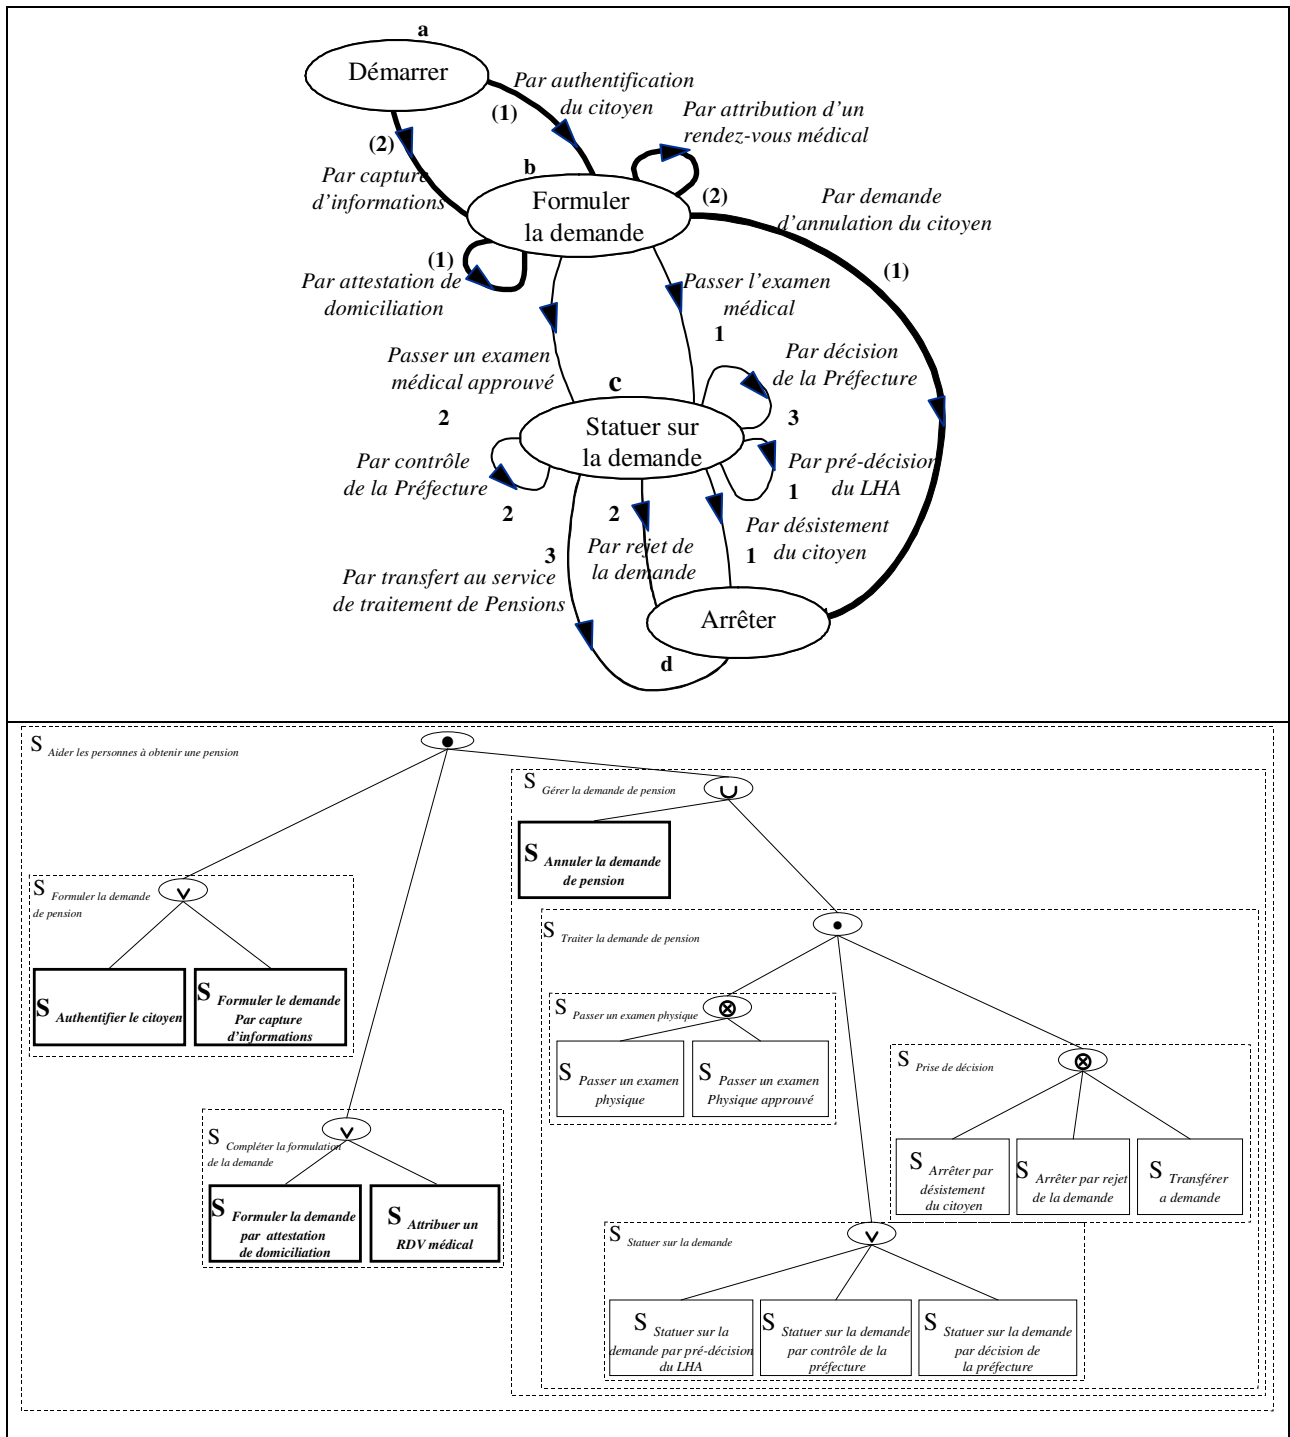 a
Démarrer
Par authentification
du citoyen
(1)
Par attribution d'un
rendez-vous médical
(2)
Par capture
d'informations
b
Formuler
la demande
(2)
Par demande
d'annulation du citoyen
(1)
(1)
Par attestation de
domiciliation
Passer l'examen
médical
1
Passer un examen
médical approuvé
2
Par décision
de la Préfecture
3
c
Statuer sur
la demande
Par contrôle
de la Préfecture
2
Par pré-décision
du LHA
1
2
Par rejet de
la demande
Par désistement
du citoyen
1
3
Par transfert au service
de traitement de Pensions
Arrêter
d
S Aider les personnes à obtenir une pension
S Gérer la demande de pension
S Annuler la demande
de pension
S Formuler la demande
de pension
v
S Traiter la demande de pension
S Authentifier le citoyen
S Formuler le demande
Par capture
d'informations
S Passer un examen physique
S Passer un examen
physique
S Passer un examen
Physique approuvé
S Prise de décision
S Compléter la formulation
de la demande
v
S Arrêter par
désistement
du citoyen
S Arrêter par rejet
de la demande
S Transférer
a demande
S Formuler la demande
par attestation
de domiciliation
S Attribuer un
RDV médical
S Statuer sur la demande
v
S Statuer sur la
demande par pré-décision
du LHA
S Statuer sur la demande
par contrôle de la
préfecture
S Statuer sur la demande
par décision de
la préfecture